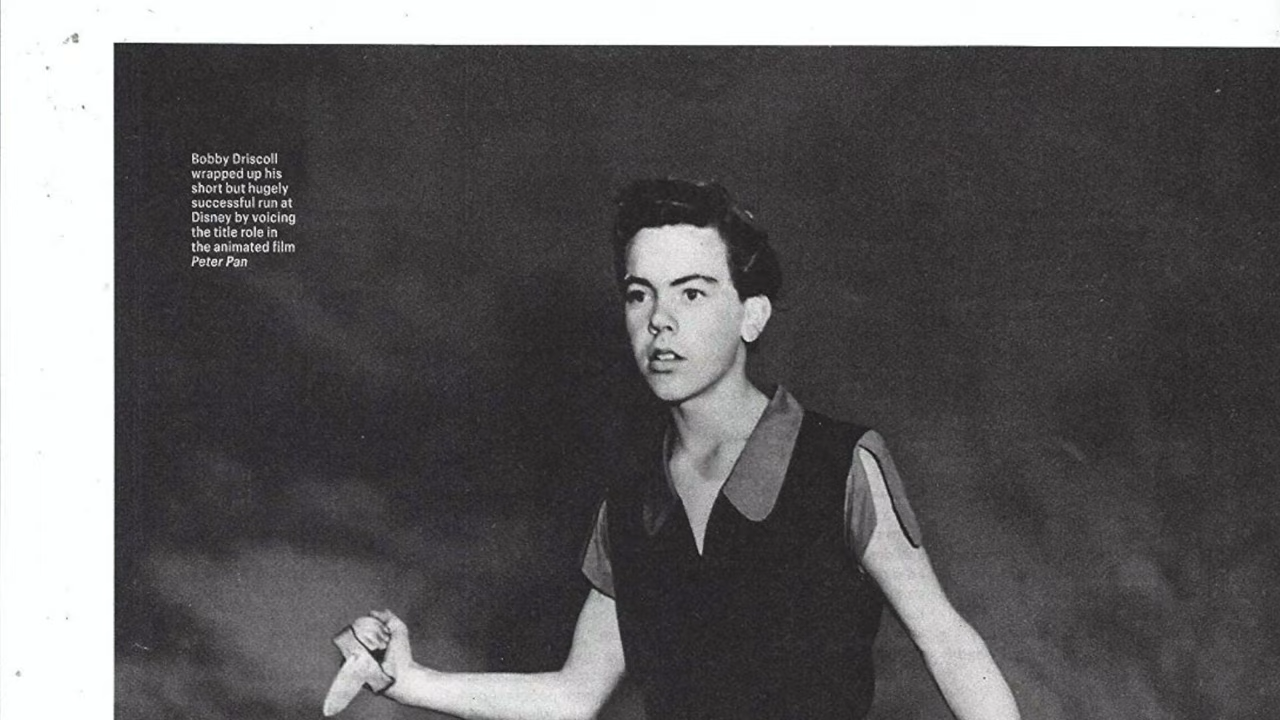 Bobby Driscoll
wrapped up his
short but hugely
successful run at
Disney by voicing
the title role in
the animated film
Peter Pan